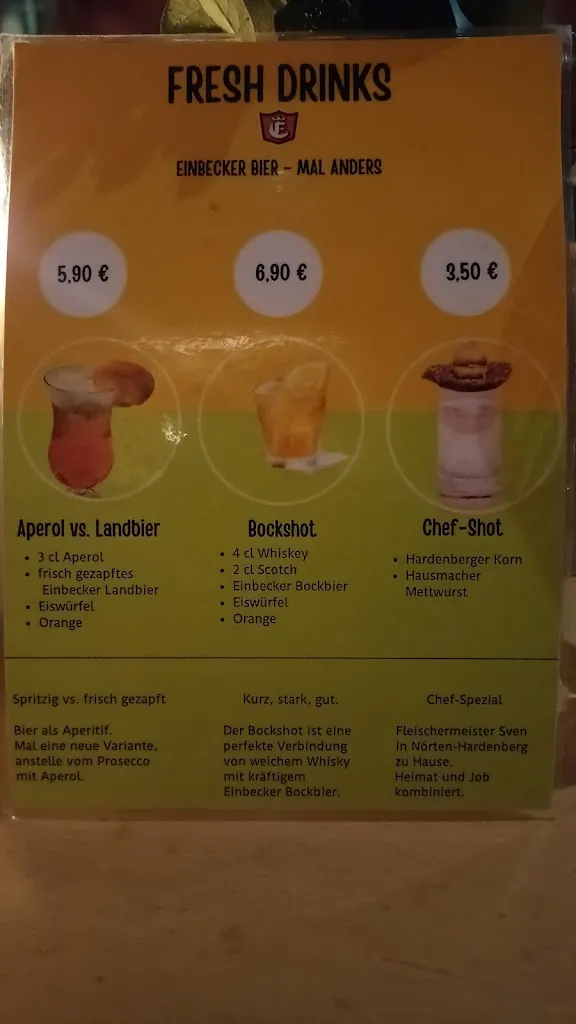 FRESH DRINKS
E
EINBECKER BIER - MAL ANDERS
5,90 €
6,90 €
3,50 €
Aperol vs. Landbier
• 3 cl Aperol
• frisch gezapftes
Einbecker Landbier
• Eiswürfel
• Orange
Bockshot
• 4 cl Whiskey
• 2 cl Scotch
• Einbecker Bockbier
• Eiswürfel
• Orange
Chef-Shot
• Hardenberger Korn
• Hausmacher
Mettwurst
Spritzig vs. frisch gezapft
Bier als Aperitif.
Mal eine neue Variante,
anstelle vom Prosecco
mit Aperol.
Kurz, stark, gut.
Der Bockshot ist eine
perfekte Verbindung
von weichem Whisky
mit kräftigem
Einbecker Bockbier.
Chef-Spezial
Fleischermeister Sven
in Nörten-Hardenberg
zu Hause.
Heimat und Job
kombiniert.